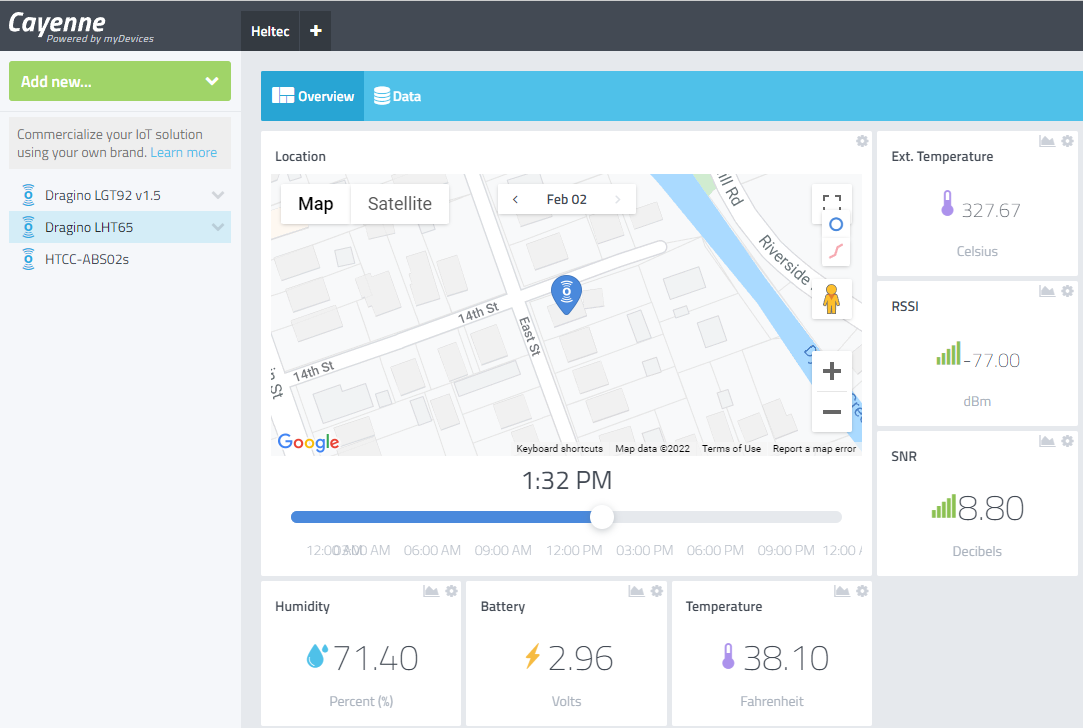 Cayenne
Powered by myDevices
Heltec
+
Add new...
Commercialize your IoT solution
using your own brand. Learn more
Dragino LGT92 v1.5
Dragino LHT65
HTCC-ABS02s
Overview
Data
Location
Map
Satellite
Feb 02
14th St
14th St
East St
Riverside
ill Rd
Google
Keyboard shortcuts
Map data ©2022
Terms of Use
Report a map error
1:32 PM
12:00 AM 03:00 AM 06:00 AM 09:00 AM 12:00 PM 03:00 PM 06:00 PM 09:00 PM 12:00 A
Ext. Temperature
327.67
Celsius
RSSI
-77.00
dBm
SNR
8.80
Decibels
Humidity
71.40
Percent (%)
Battery
2.96
Volts
Temperature
38.10
Fahrenheit